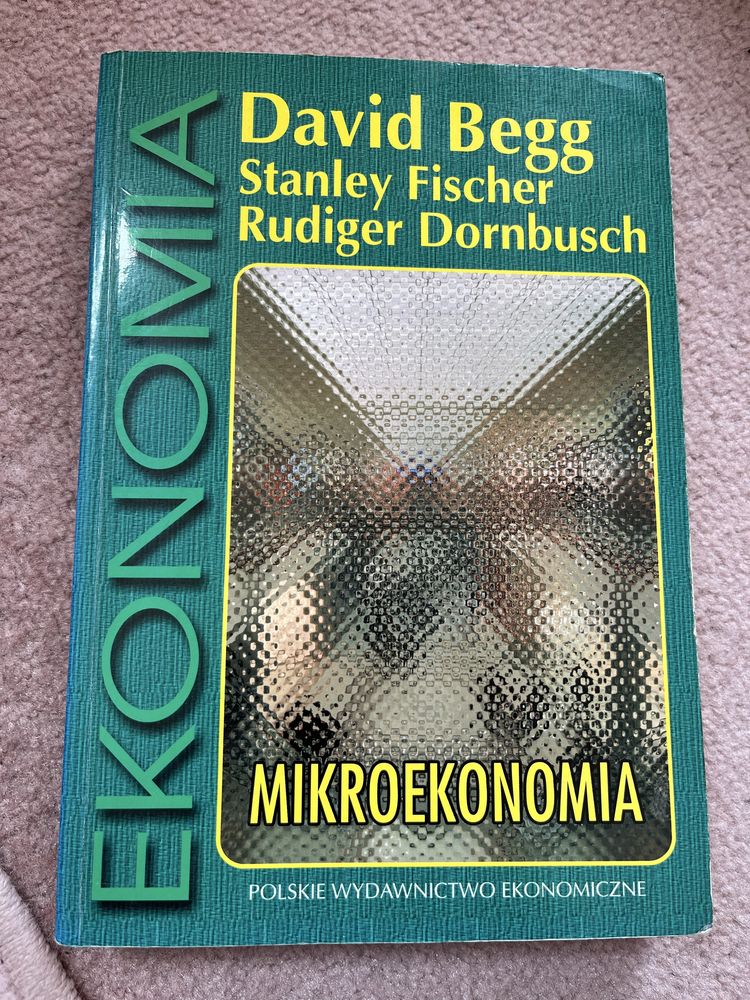 EKONOMIA
David Begg
Stanley Fischer
Rudiger Dornbusch
MIKROEKONOMIA
POLSKIE WYDAWNICTWO EKONOMICZNE